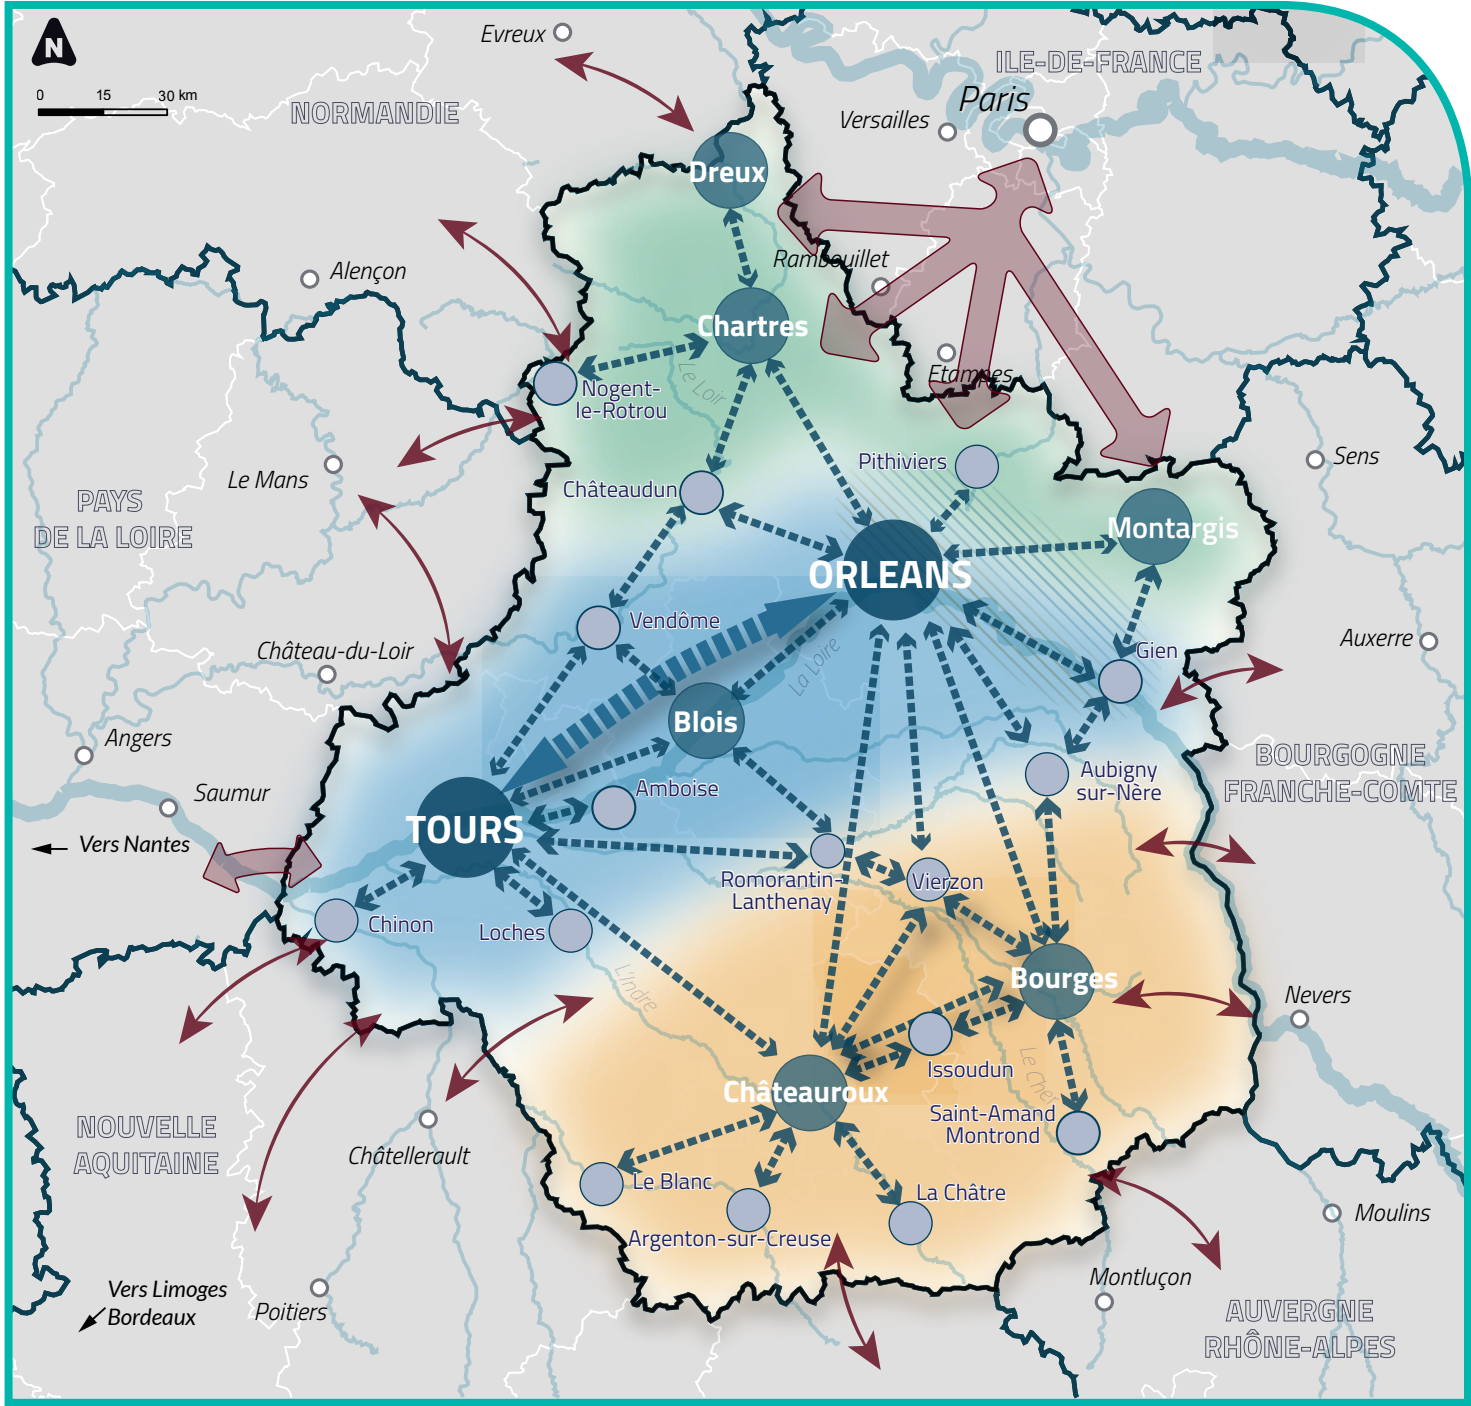 N
0 15 30 km
Evreux
NORMANDIE
ILE-DE-FRANCE
Paris
Versailles
Dreux
Rambouillet
Alençon
Chartres
Etampes
Le Loir
Nogent-
le-Rotrou
Pithiviers
Sens
Le Mans
Châteaudun
PAYS
DE LA LOIRE
Montargis
ORLEANS
Vendôme
Auxerre
Château-du-Loir
Gien
La Loire
Blois
Angers
BOURGOGNE
FRANCHE-COMTE
Aubigny
sur-Nère
Saumur
Amboise
TOURS
Vers Nantes
Romorantin-
Lanthenay
Vierzon
Chinon
Loches
L'Indre
Bourges
Nevers
Issoudun
Le Cher
Châteauroux
Saint-Amand
Montrond
NOUVELLE
AQUITAINE
Châtellerault
Le Blanc
La Châtre
Moulins
Argenton-sur-Creuse
Montluçon
Vers Limoges
Bordeaux
Poitiers
AUVERGNE
RHÔNE-ALPES